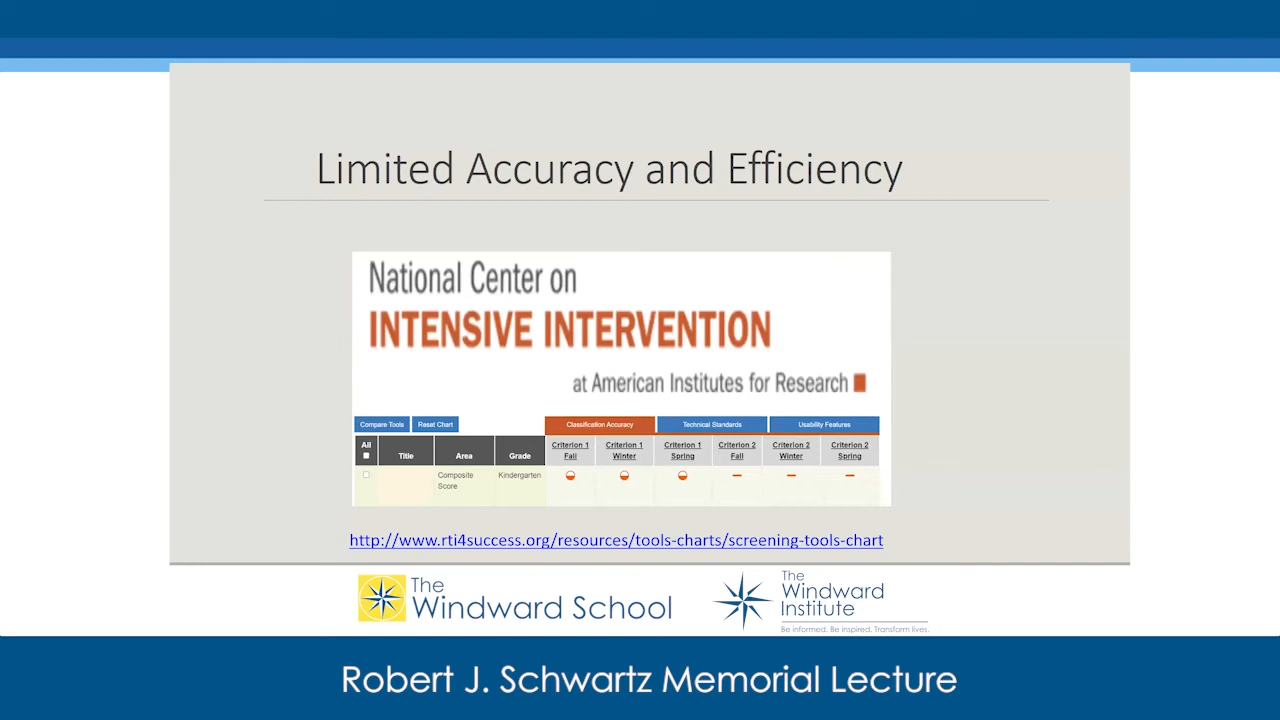 Limited Accuracy and Efficiency
National Center on
INTENSIVE INTERVENTION
at American Institutes for Research
Compare Tools Reset Chart Classification Accuracy Technical Standards Usability Features
All Title Area Grade Criterion 1 Fall Criterion 1 Winter Criterion 1 Spring Criterion 2 Fall Criterion 2 Winter Criterion 2 Spring
Composite Score Kindergarten
http://www.rti4success.org/resources/tools-charts/screening-tools-chart
The
Windward School
The
Windward
Institute
Be informed. Be inspired. Transform lives.
Robert J. Schwartz Memorial Lecture